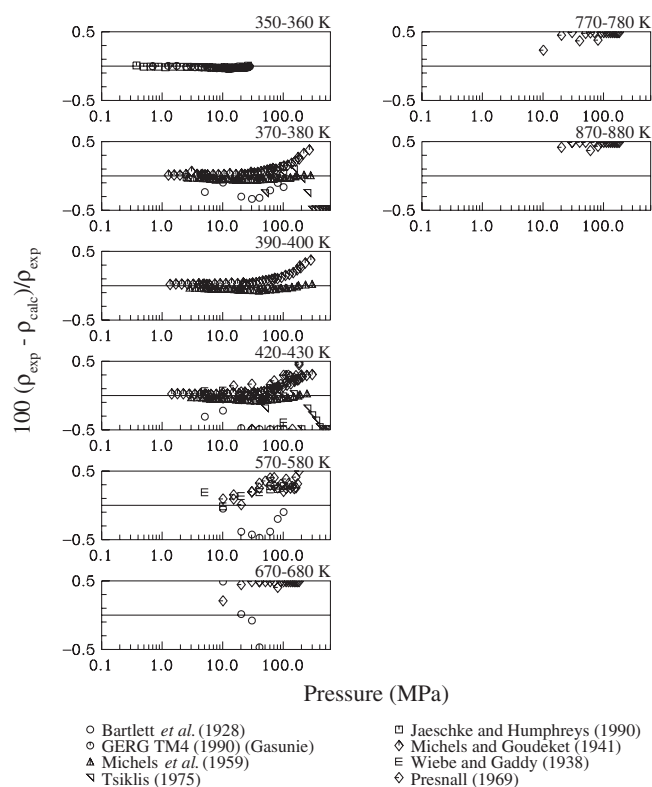 350-360 K
0.5
−0.5
0.1 1.0 10.0 100.0
370-380 K
0.5
−0.5
0.1 1.0 10.0 100.0
390-400 K
0.5
−0.5
0.1 1.0 10.0 100.0
420-430 K
0.5
−0.5
0.1 1.0 10.0 100.0
570-580 K
0.5
−0.5
0.1 1.0 10.0 100.0
670-680 K
0.5
−0.5
0.1 1.0 10.0 100.0
770-780 K
0.5
−0.5
0.1 1.0 10.0 100.0
870-880 K
0.5
−0.5
0.1 1.0 10.0 100.0
100 (ρexp - ρcalc)/ρexp
Pressure (MPa)
Bartlett et al. (1928)
GERG TM4 (1990) (Gasunie)
Michels et al. (1959)
Tsiklis (1975)
Jaeschke and Humphreys (1990)
Michels and Goudeket (1941)
Wiebe and Gaddy (1938)
Presnall (1969)